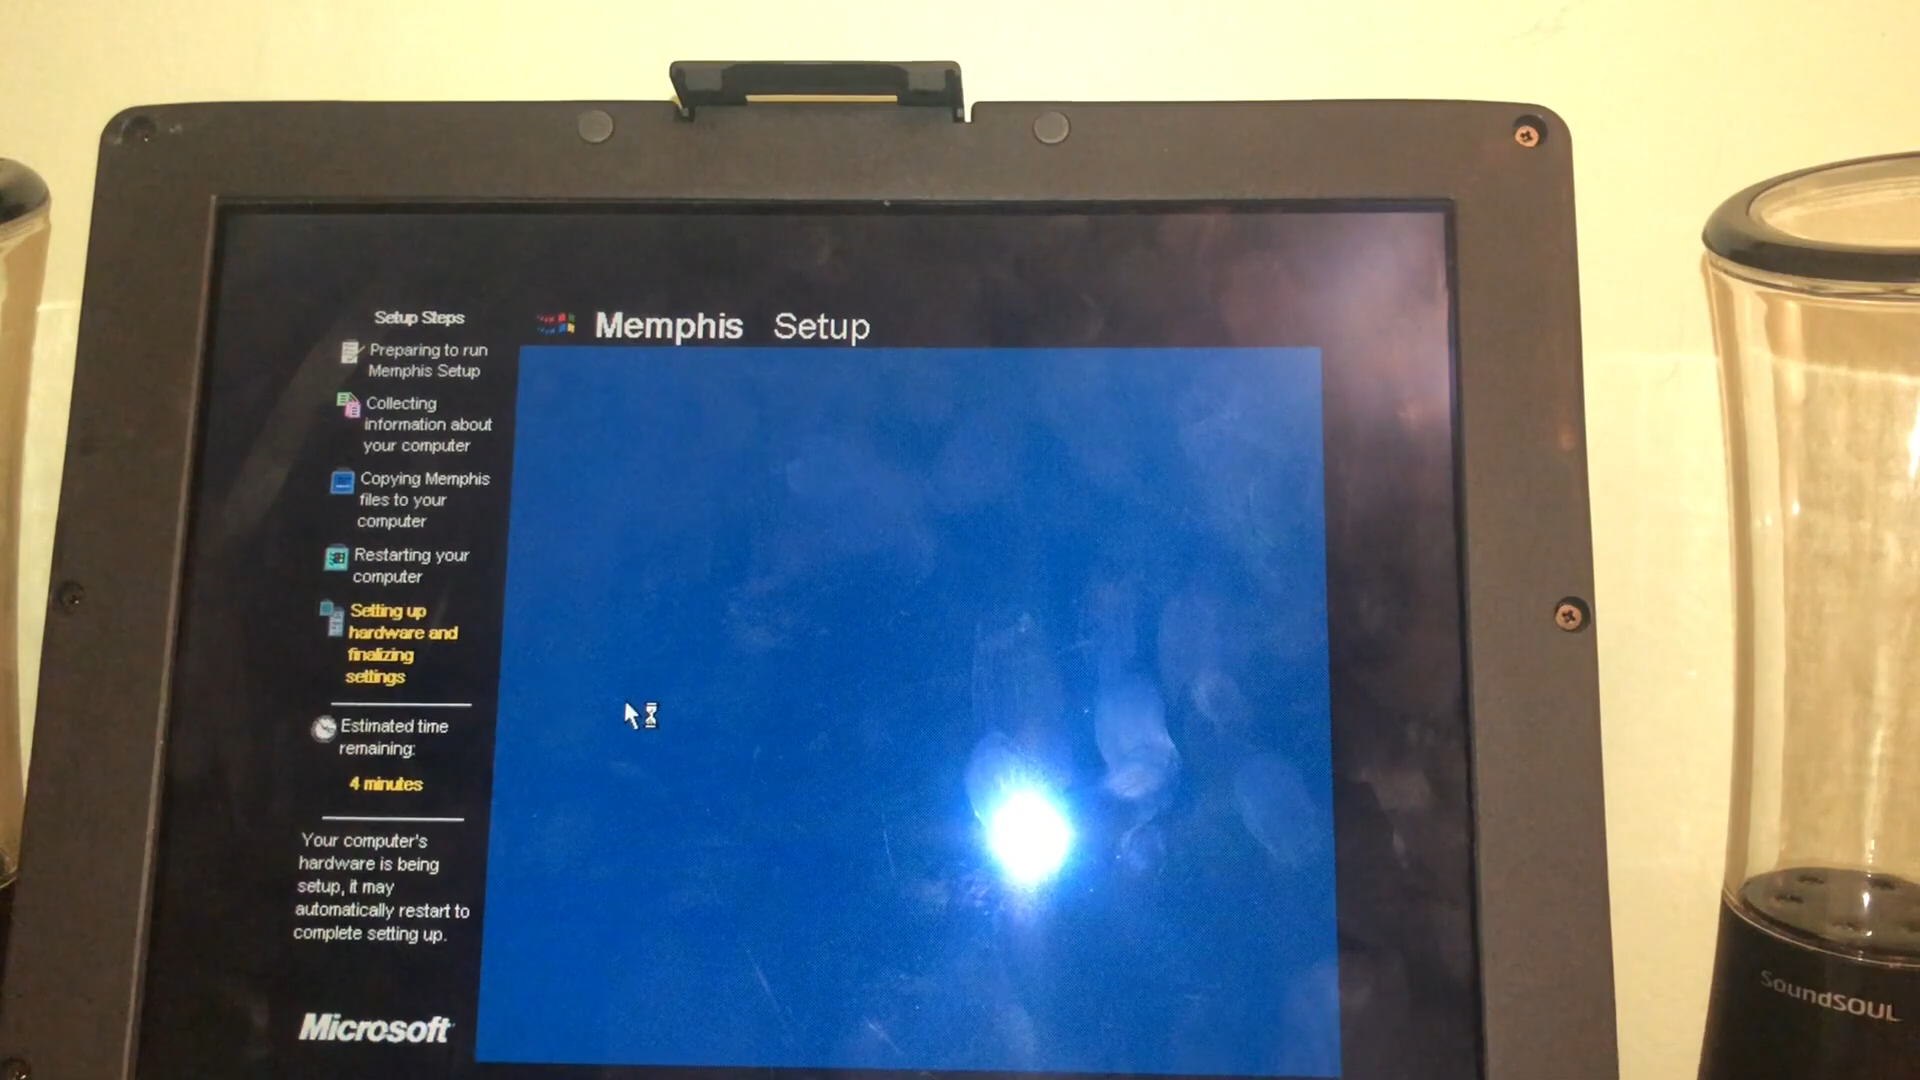 Setup Steps
Preparing to run
Memphis Setup
Collecting
information about
your computer
Copying Memphis
files to your
computer
Restarting your
computer
Setting up
hardware and
finalizing
settings
Estimated time
remaining:
4 minutes
Your computer's
hardware is being
setup, it may
automatically restart to
complete setting up.
Microsoft
Memphis Setup
SoundSOUL